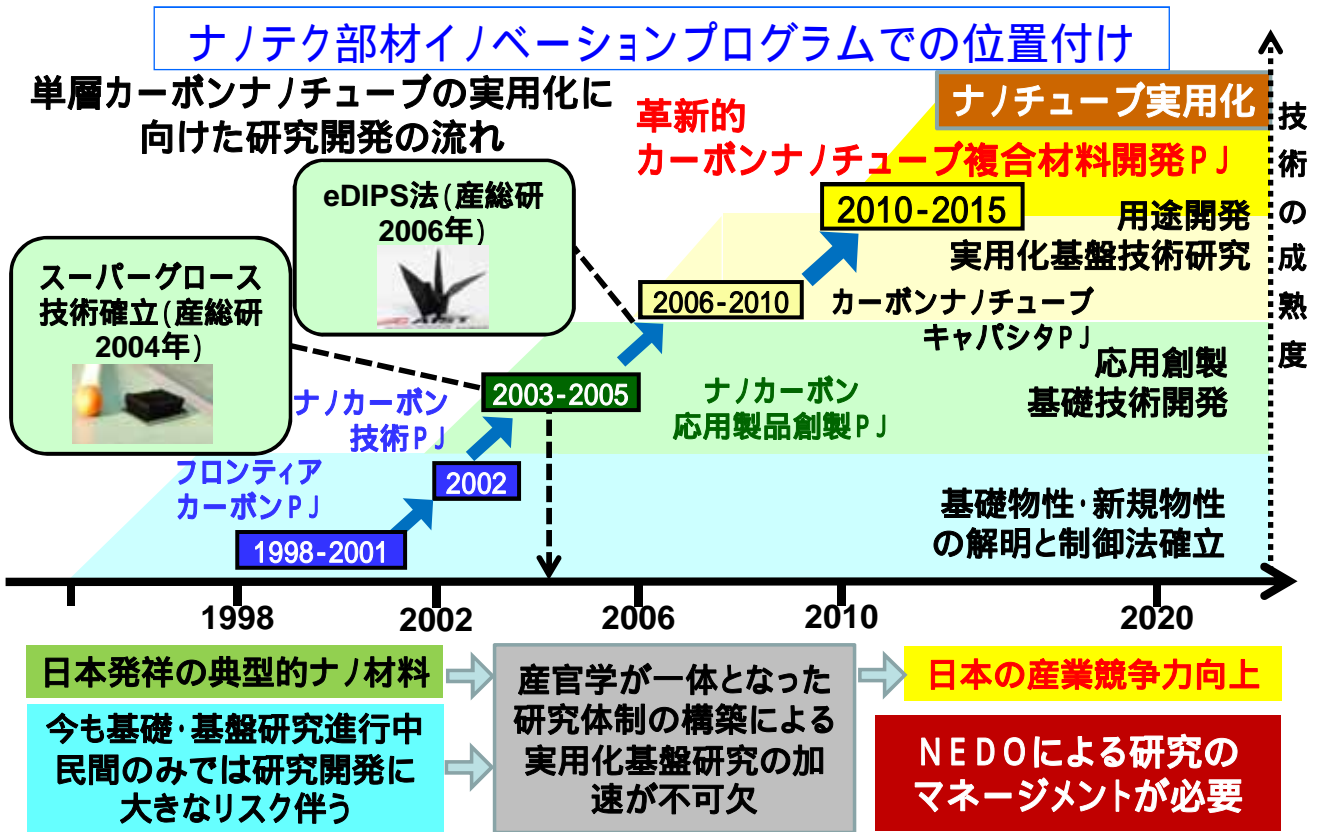 ナノテク部材イノベーションプログラムでの位置付け
単層カーボンナノチューブの実用化に
向けた研究開発の流れ
ナノチューブ実用化
革新的
カーボンナノチューブ複合材料開発ＰＪ
技術の成熟度
eDIPS法(産総研
2006年)
2010-2015
用途開発
実用化基盤技術研究
スーパーグロース
技術確立(産総研
2004年)
2006-2010
カーボンナノチューブ
キャパシタPJ
応用創製
基礎技術開発
2003-2005
ナノカーボン
応用製品創製ＰＪ
ナノカーボン
技術ＰＪ
2002
フロンティア
カーボンＰＪ
1998-2001
基礎物性･新規物性
の解明と制御法確立
1998
2002
2006
2010
2020
日本発祥の典型的ナノ材料
今も基礎･基盤研究進行中
民間のみでは研究開発に
大きなリスク伴う
産官学が一体となった
研究体制の構築による
実用化基盤研究の加
速が不可欠
日本の産業競争力向上
ＮＥＤＯによる研究の
マネージメントが必要